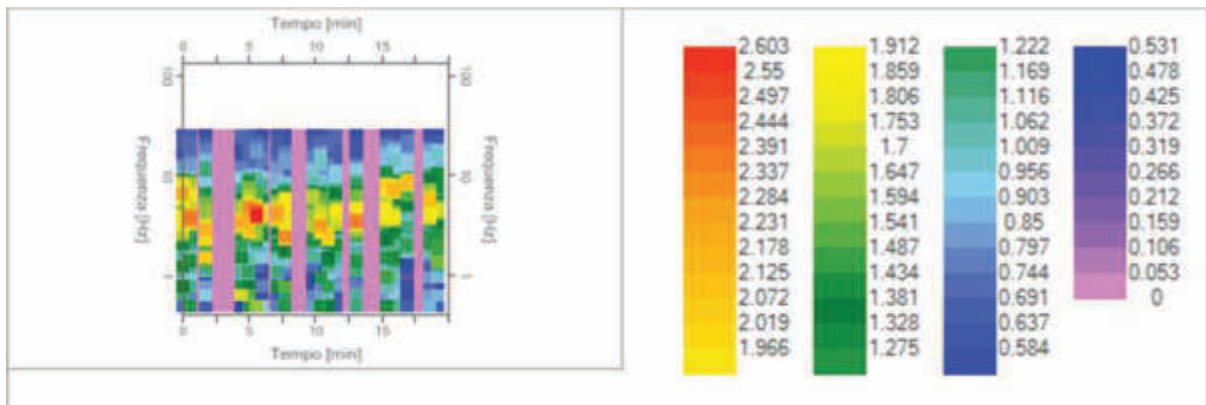 Tempo [min]
0 5 10 15
100 100
10 10
1 1
Frequenza [Hz]
Frequenza [Hz]
0 5 10 15
Tempo [min]
2.603 1.912 1.222 0.531
2.55 1.859 1.169 0.478
2.497 1.806 1.116 0.425
2.444 1.753 1.062 0.372
2.391 1.7 1.009 0.319
2.337 1.647 0.956 0.266
2.284 1.594 0.903 0.212
2.231 1.541 0.85 0.159
2.178 1.487 0.797 0.106
2.125 1.434 0.744 0.053
2.072 1.381 0.691 0
2.019 1.328 0.637
1.966 1.275 0.584